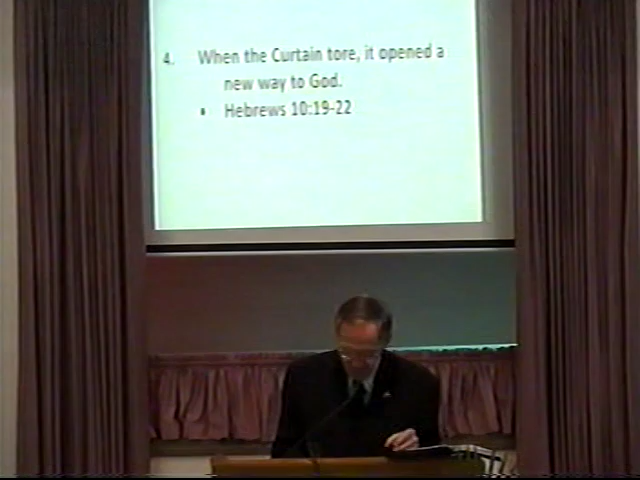 4. When the Curtain tore, it opened a
new way to God.
• Hebrews 10:19-22